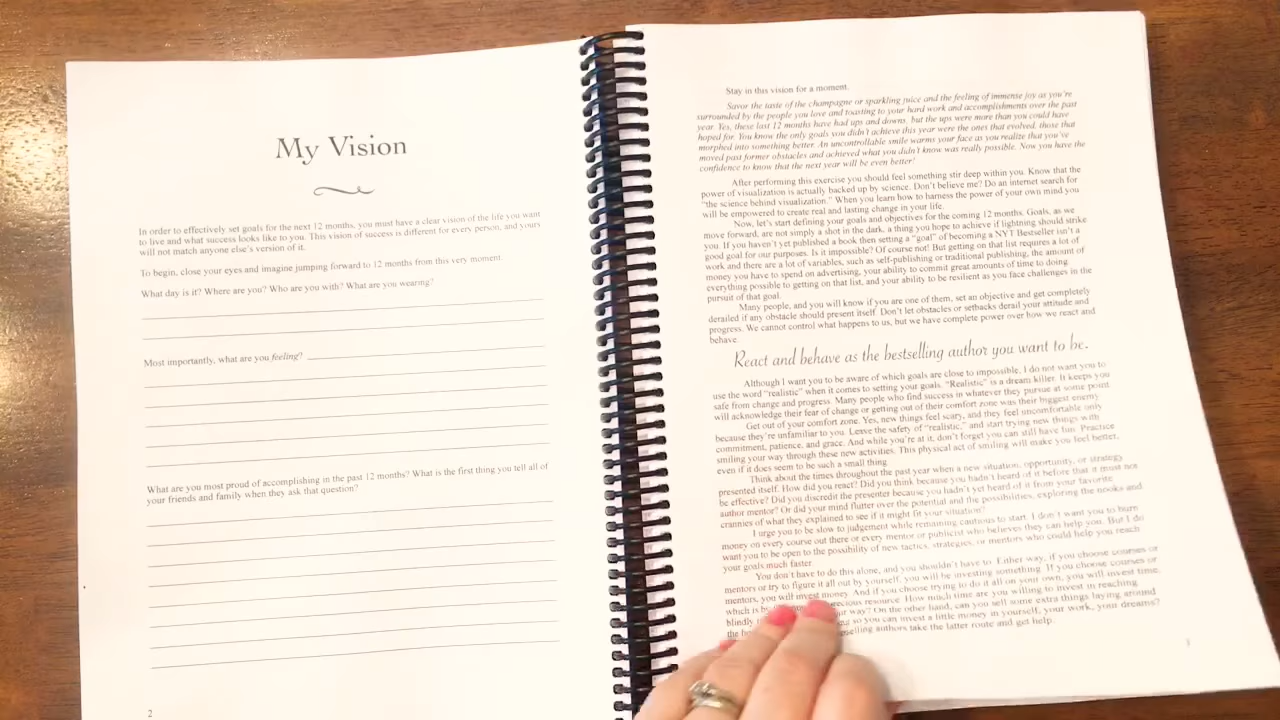 My Vision
In order to effectively set goals for the next 12 months, you must have a clear vision of the life you want
to live and what success looks like to you. This vision of success is different for every person, and yours
will not match anyone else's version of it.
To begin, close your eyes and imagine jumping forward to 12 months from this very moment.
What day is it? Where are you? Who are you with? What are you wearing?
Most importantly, what are you feeling?
What are you most proud of accomplishing in the past 12 months? What is the first thing you tell all of
your friends and family when they ask that question?
2
Stay in this vision for a moment.
Savor the taste of the champagne or sparkling juice and the feeling of immense joy as you're
surrounded by the people you love and toasting to your hard work and accomplishments over the past
year. Yes, these last 12 months have had ups and downs, but the ups were more than you could have
hoped for. You know the only goals you didn't achieve this year were the ones that evolved, those that
morphed into something better. An uncontrollable smile warms your face as you realize that you've
moved past former obstacles and achieved what you didn't know was really possible. Now you have the
confidence to know that the next year will be even better!
After performing this exercise you should feel something stir deep within you. Know that the
power of visualization is actually backed up by science. Don't believe me? Do an internet search for
"the science behind visualization." When you learn how to harness the power of your own mind you
will be empowered to create real and lasting change in your life.
Now, let's start defining your goals and objectives for the coming 12 months. Goals, as we
move forward, are not simply a shot in the dark, a thing you hope to achieve if lightning should strike
you. If you haven't yet published a book then setting a "goal" of becoming a NYT Bestseller isn't a
good goal for our purposes. Is it impossible? Of course not! But getting on that list requires a lot of
work and there are a lot of variables, such as self-publishing or traditional publishing, the amount of
money you have to spend on advertising, your ability to commit great amounts of time to doing
everything possible to getting on that list, and your ability to be resilient as you face challenges in the
pursuit of that goal.
Many people, and you will know if you are one of them, set an objective and get completely
derailed if any obstacle should present itself. Don't let obstacles or setbacks derail your attitude and
progress. We cannot control what happens to us, but we have complete power over how we react and
behave.
React and behave as the bestselling author you want to be.
Although I want you to be aware of which goals are close to impossible, I do not want you to
use the word "realistic" when it comes to setting your goals. "Realistic" is a dream killer. It keeps you
safe from change and progress. Many people who find success in whatever they pursue at some point
will acknowledge their fear of change or getting out of their comfort zone was their biggest enemy
Get out of your comfort zone. Yes, new things feel scary, and they feel uncomfortable only
because they're unfamiliar to you. Leave the safety of "realistic," and start trying new things with
commitment, patience, and grace. And while you're at it, don't forget you can still have fun. Practice
smiling your way through these new activities. This physical act of smiling will make you feel better,
even if it does seem to be such a small thing.
Think about the times throughout the past year when a new situation, opportunity, or strategy
presented itself. How did you react? Did you think because you hadn't heard of it before that it must not
be effective? Did you discredit the presenter because you hadn't yet heard of it from your favorite
author mentor? Or did your mind flutter over the potential and the possibilities, exploring the nooks and
crannies of what they explained to see if it might fit your situation?
I urge you to be slow to judgement while remaining cautious to start. I don't want you to burn
money on every course out there or every mentor or publicist who believes they can help you. But I do
want you to be open to the possibility of new tactics, strategies, or mentors who could help you reach
your goals much faster.
You don't have to do this alone, and you shouldn't have to. Either way, if you choose courses or
mentors or try to figure it all out by yourself, you will be investing something. If you choose courses or
mentors, you will invest money. And if you choose trying to do it all on your own, you will invest time,
which is resource. How much time are you willing to invest in reaching
blindly way? On the other hand, can you sell some extra things laying around
the so you can invest a little money in yourself, your work, your dreams?
authors take the latter route and get help.